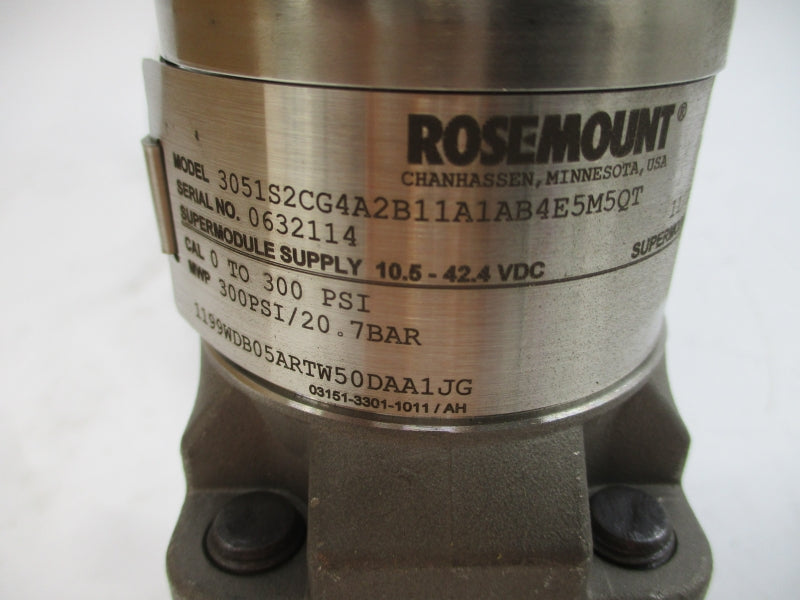 ROSEMOUNT®
CHANHASSEN, MINNESOTA, USA
MODEL 3051S2CG4A2B11A1AB4E5M5QT
SERIAL NO. 0632114
SUPERMODULE SUPPLY 10.5 - 42.4 VDC
CAL 0 TO 300 PSI
MWP 300PSI/20.7BAR
1199WDB05ARTW50DAA1JG
03151-3301-1011 / AH